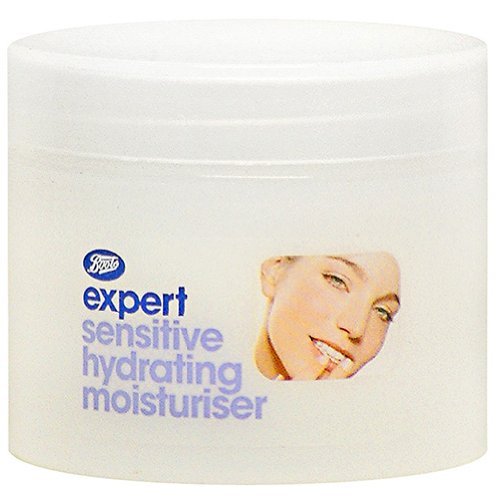 Boots
expert
sensitive
hydrating
moisturiser